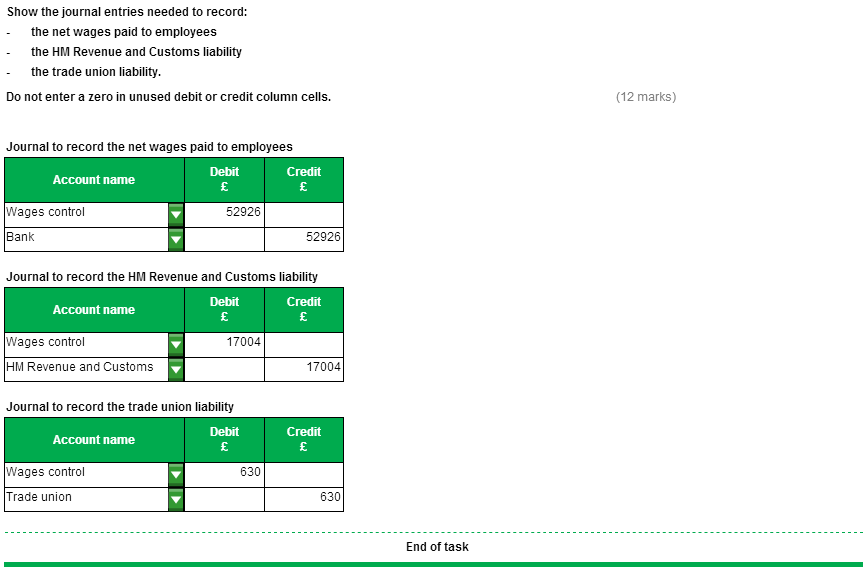 Show the journal entries needed to record:
- the net wages paid to employees
- the HM Revenue and Customs liability
- the trade union liability.
Do not enter a zero in unused debit or credit column cells. (12 marks)
Journal to record the net wages paid to employees
Account name Debit £ Credit £
Wages control 52926
Bank 52926
Journal to record the HM Revenue and Customs liability
Account name Debit £ Credit £
Wages control 17004
HM Revenue and Customs 17004
Journal to record the trade union liability
Account name Debit £ Credit £
Wages control 630
Trade union 630
End of task